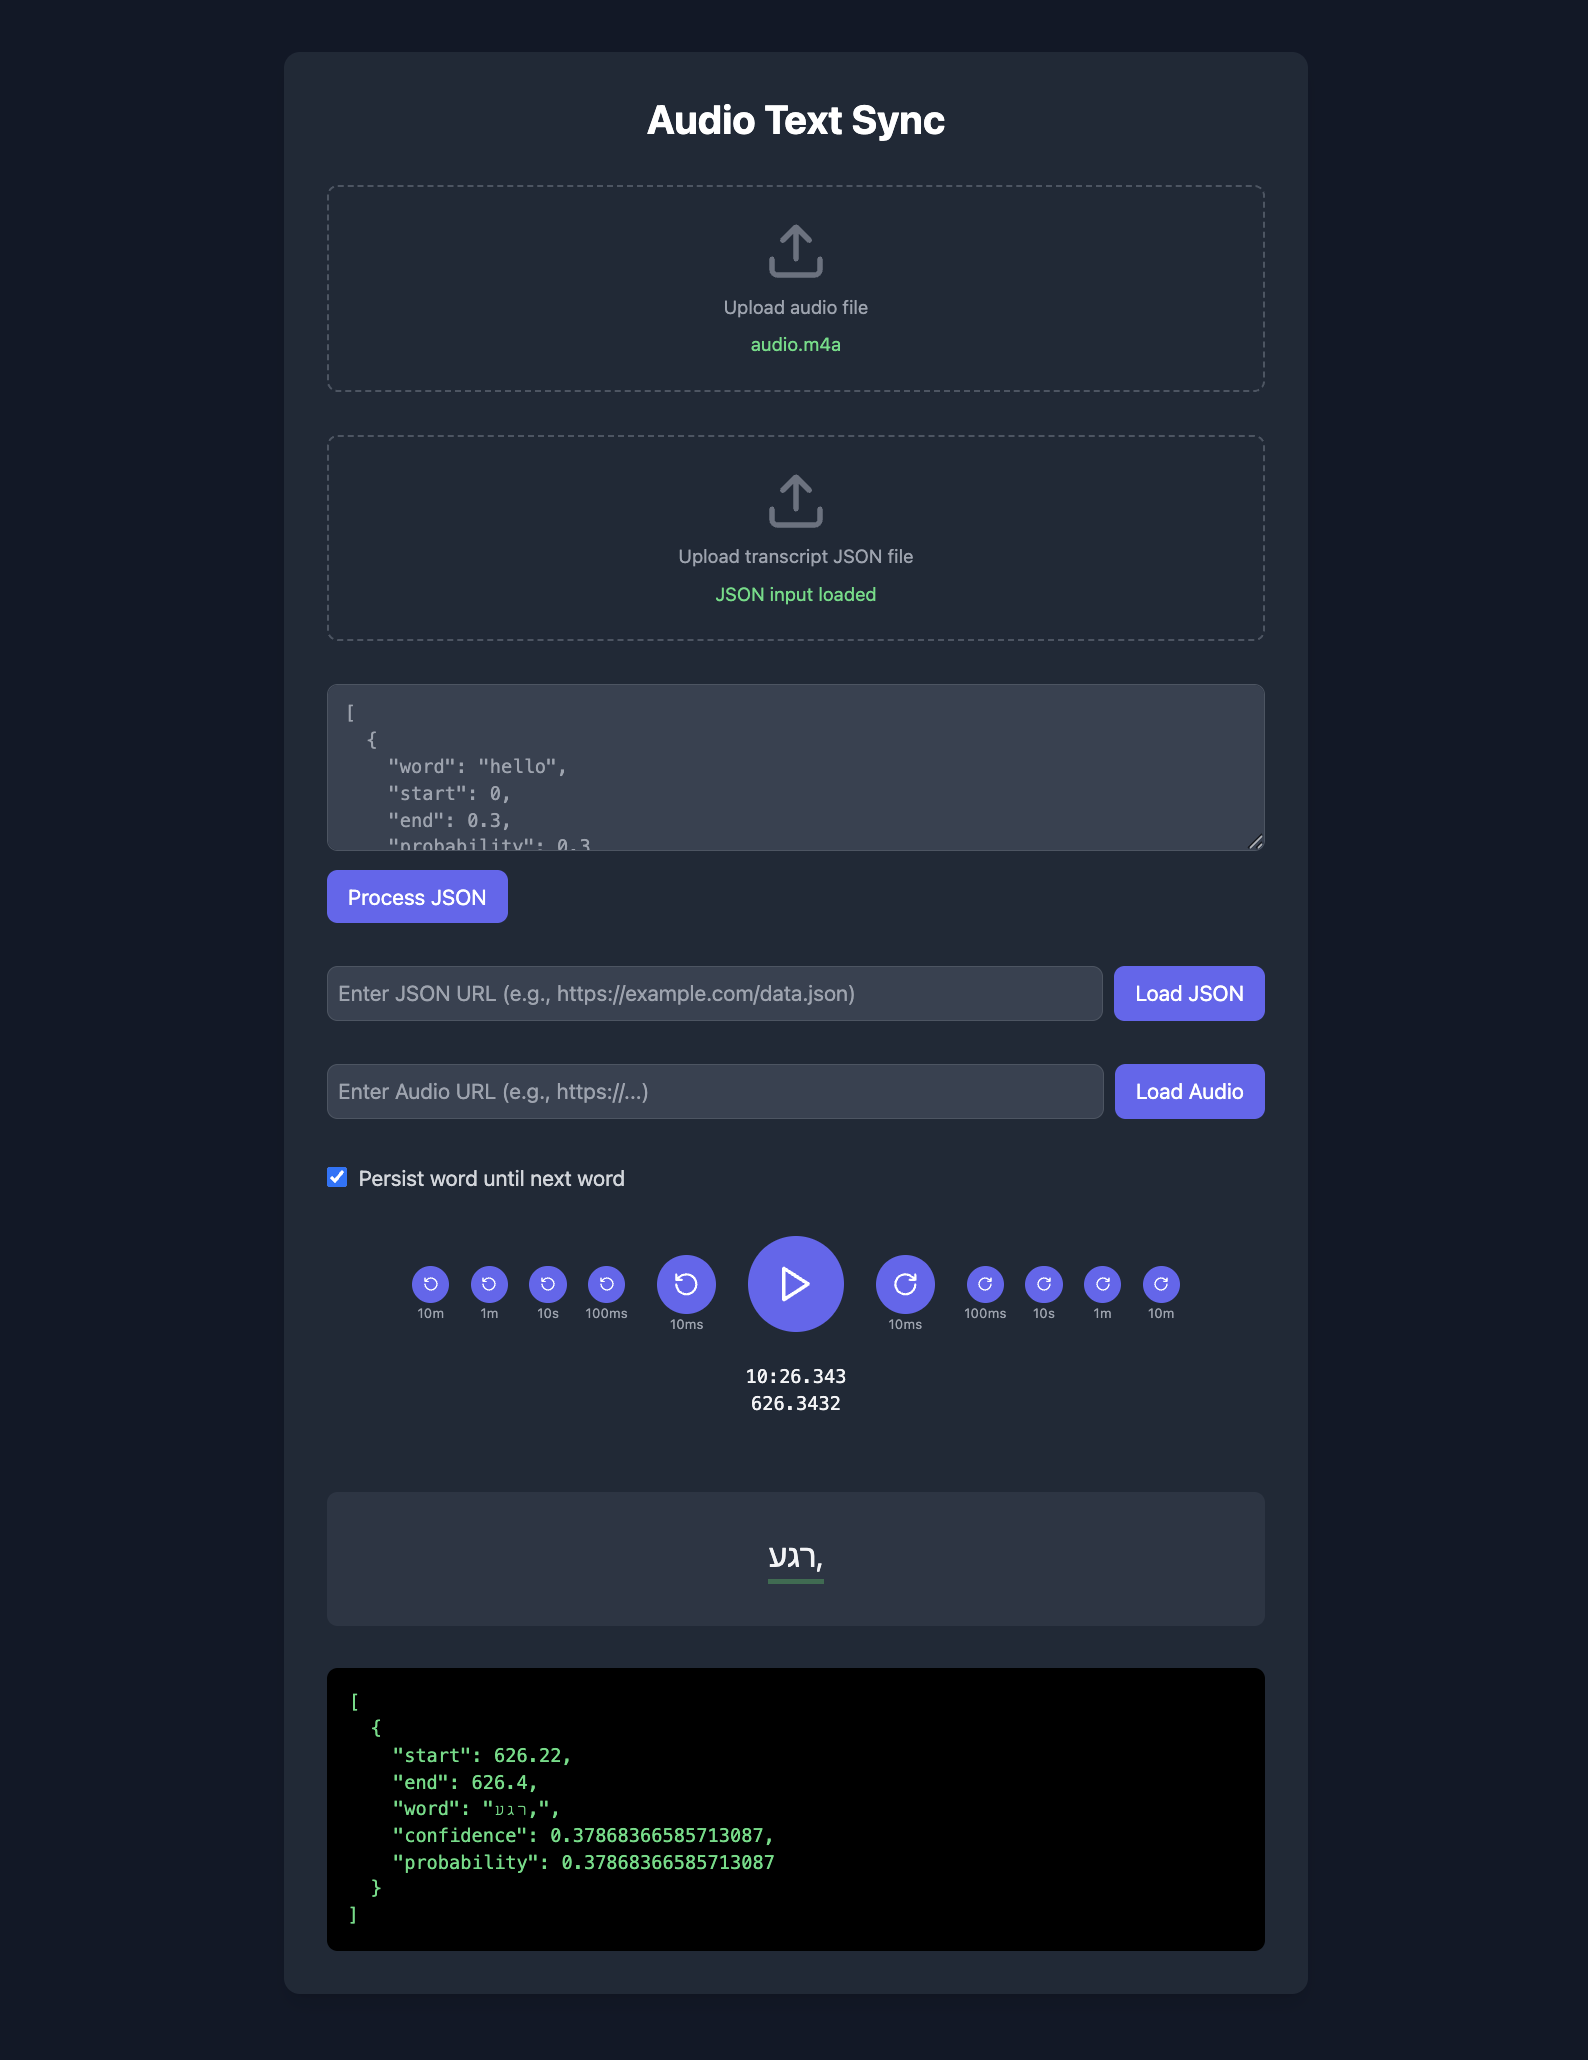 Audio Text Sync
Upload audio file
audio.m4a
Upload transcript JSON file
JSON input loaded
[
  {
    "word": "hello",
    "start": 0,
    "end": 0.3,
    "probability": 0.3
Process JSON
Enter JSON URL (e.g., https://example.com/data.json)
Load JSON
Enter Audio URL (e.g., https://...)
Load Audio
Persist word until next word
10m 1m 10s 100ms 10ms 10ms 100ms 10s 1m 10m
10:26.343
626.3432
רגע,
[
  {
    "start": 626.22,
    "end": 626.4,
    "word": "רגע,",
    "confidence": 0.37868366585713087,
    "probability": 0.37868366585713087
  }
]